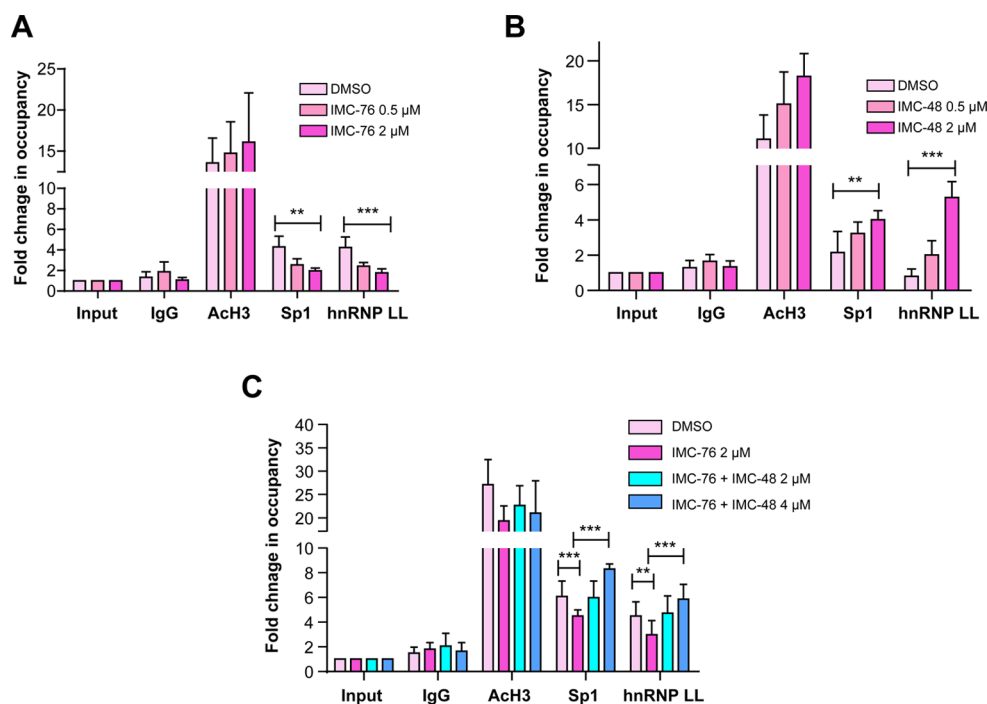 A
Fold chnage in occupancy
25
20
15
10
8
6
4
2
0
DMSO
IMC-76 0.5 µM
IMC-76 2 µM
**
***
Input IgG AcH3 Sp1 hnRNP LL
B
Fold chnage in occupancy
20
15
10
6
4
2
0
DMSO
IMC-48 0.5 µM
IMC-48 2 µM
**
***
Input IgG AcH3 Sp1 hnRNP LL
C
Fold chnage in occupancy
40
35
30
25
20
10
8
6
4
2
0
DMSO
IMC-76 2 µM
IMC-76 + IMC-48 2 µM
IMC-76 + IMC-48 4 µM
***
***
**
***
Input IgG AcH3 Sp1 hnRNP LL